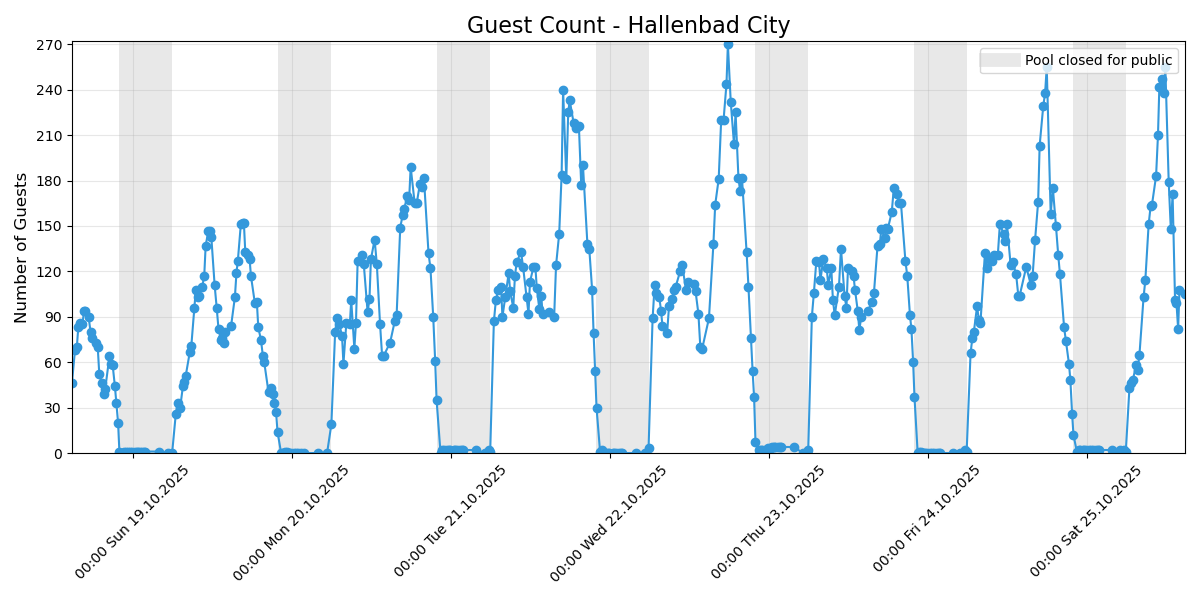 Guest Count - Hallenbad City
Pool closed for public
Number of Guests
270
240
210
180
150
120
90
60
30
0
00:00 Sun 19.10.2025
00:00 Mon 20.10.2025
00:00 Tue 21.10.2025
00:00 Wed 22.10.2025
00:00 Thu 23.10.2025
00:00 Fri 24.10.2025
00:00 Sat 25.10.2025